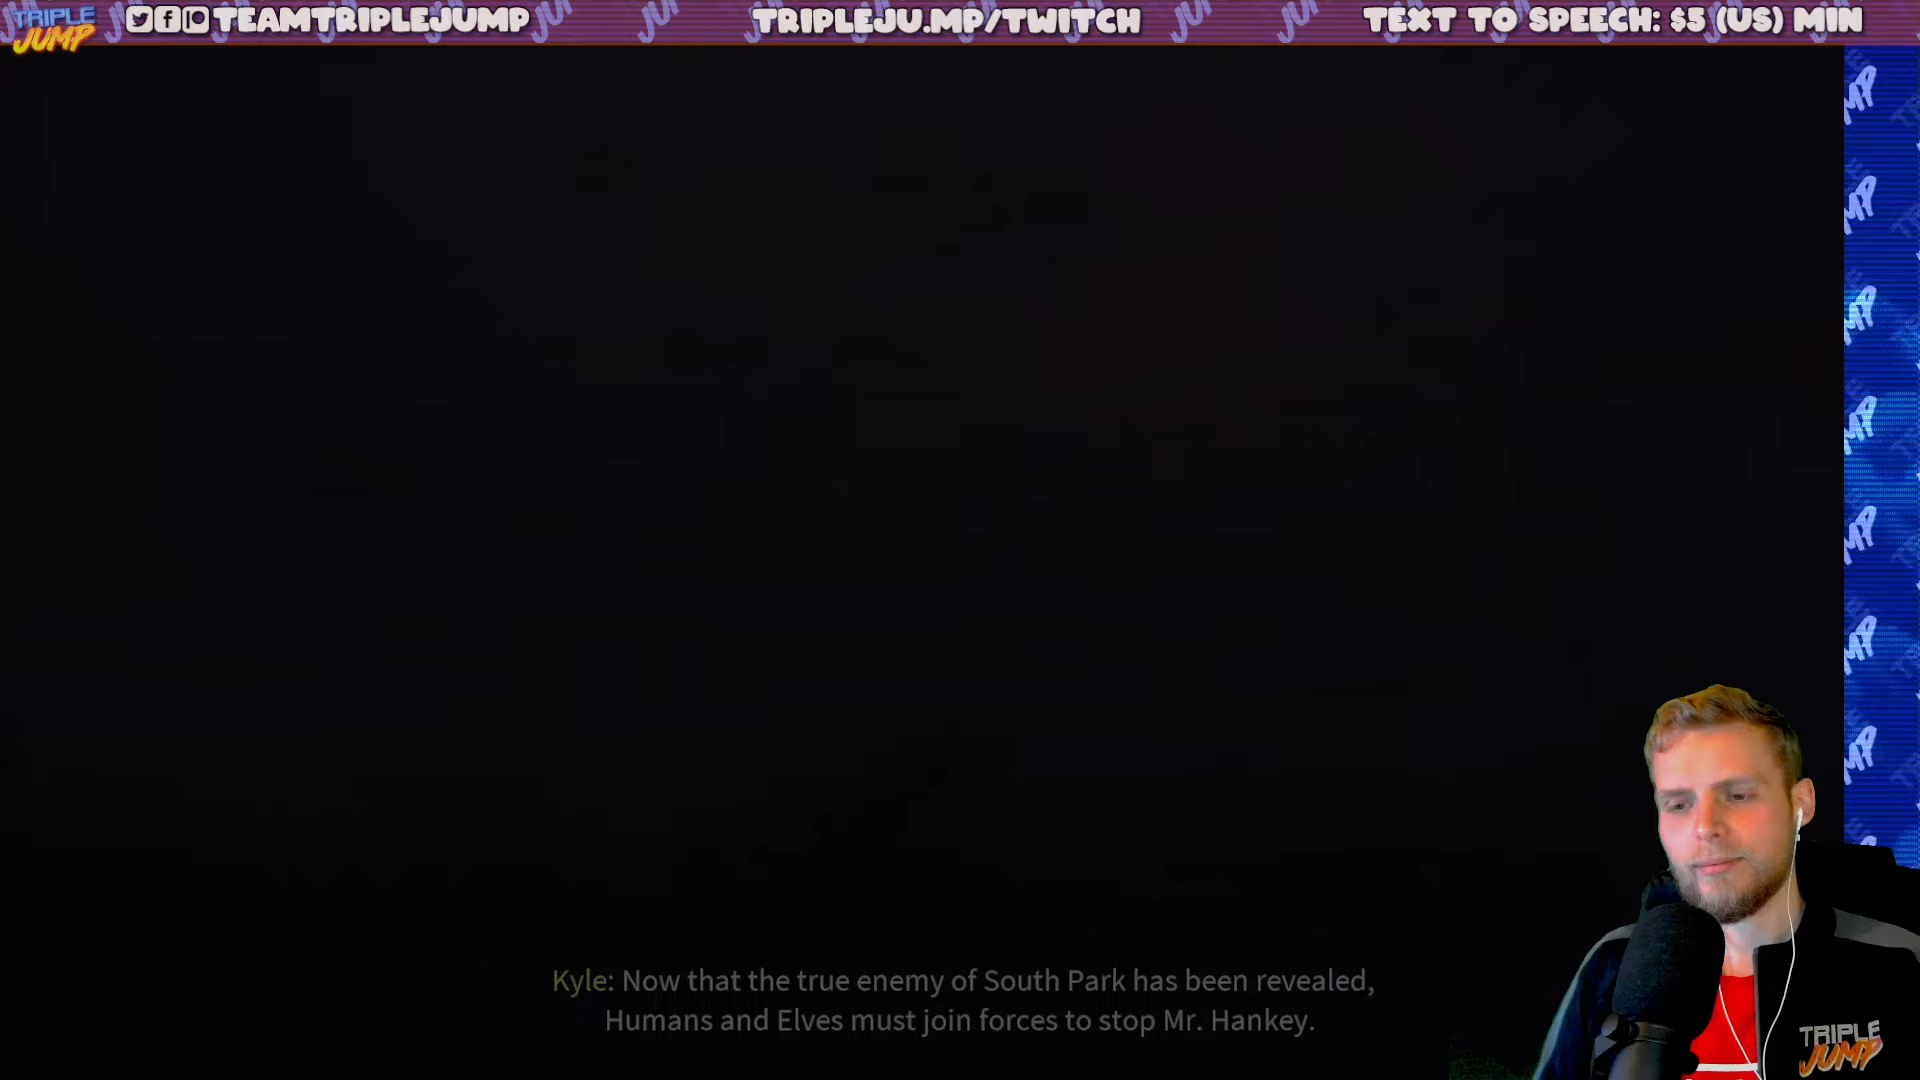 TRIPLE
JUMP
TEAMTRIPLEJUMP
TRIPLEJU.MP/TWITCH
TEXT TO SPEECH: $5 (US) MIN
Kyle: Now that the true enemy of South Park has been revealed,
Humans and Elves must join forces to stop Mr. Hankey.
TRIPLE
JUMP